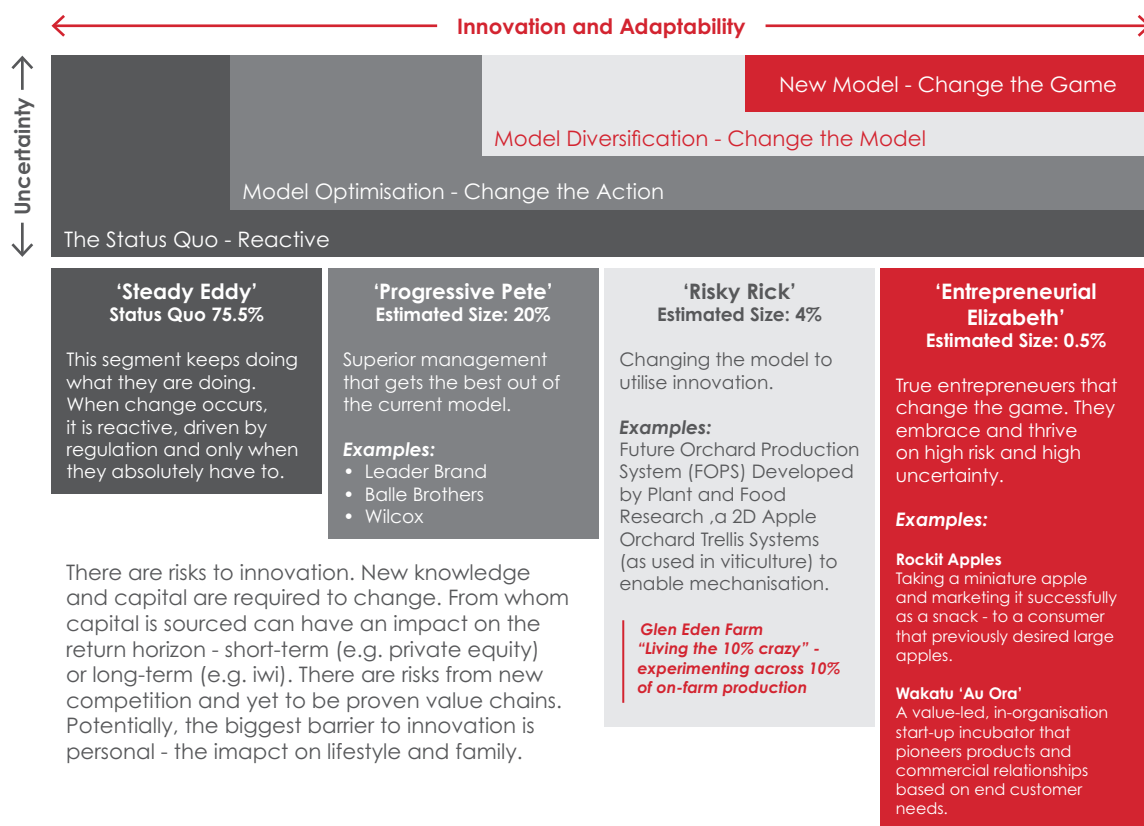 Innovation and Adaptability
Uncertainty
New Model - Change the Game
Model Diversification - Change the Model
Model Optimisation - Change the Action
The Status Quo - Reactive
‘Steady Eddy’
Status Quo 75.5%
This segment keeps doing
what they are doing.
When change occurs,
it is reactive, driven by
regulation and only when
they absolutely have to.
‘Progressive Pete’
Estimated Size: 20%
Superior management
that gets the best out of
the current model.
Examples:
• Leader Brand
• Balle Brothers
• Wilcox
‘Risky Rick’
Estimated Size: 4%
Changing the model to
utilise innovation.
Examples:
Future Orchard Production
System (FOPS) Developed
by Plant and Food
Research ,a 2D Apple
Orchard Trellis Systems
(as used in viticulture) to
enable mechanisation.
Glen Eden Farm
“Living the 10% crazy” -
experimenting across 10%
of on-farm production
‘Entrepreneurial
Elizabeth’
Estimated Size: 0.5%
True entrepreneuers that
change the game. They
embrace and thrive
on high risk and high
uncertainty.
Examples:
Rockit Apples
Taking a miniature apple
and marketing it successfully
as a snack - to a consumer
that previously desired large
apples.
Wakatu ‘Au Ora’
A value-led, in-organisation
start-up incubator that
pioneers products and
commercial relationships
based on end customer
needs.
There are risks to innovation. New knowledge
and capital are required to change. From whom
capital is sourced can have an impact on the
return horizon - short-term (e.g. private equity)
or long-term (e.g. iwi). There are risks from new
competition and yet to be proven value chains.
Potentially, the biggest barrier to innovation is
personal - the imapct on lifestyle and family.